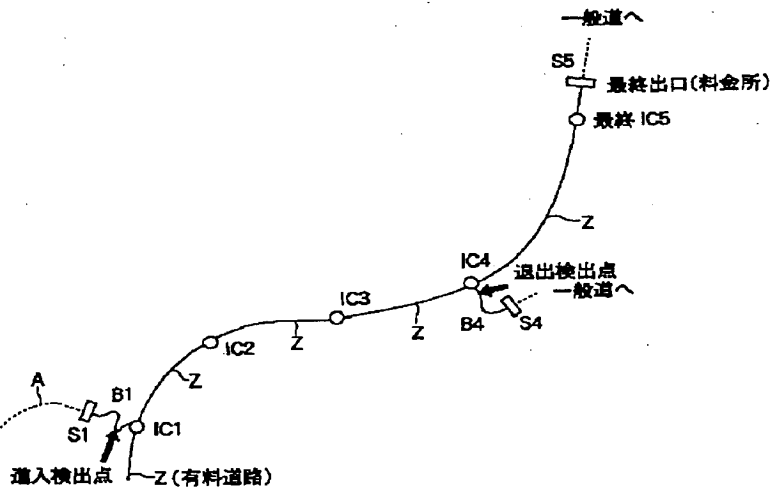 一般道へ
S5
最終出口(料金所)
最終 IC5
Z
IC4
退出検出点
一般道へ
IC3
B4
S4
Z
Z
IC2
Z
A
B1
S1
IC1
進入検出点
Z(有料道路)